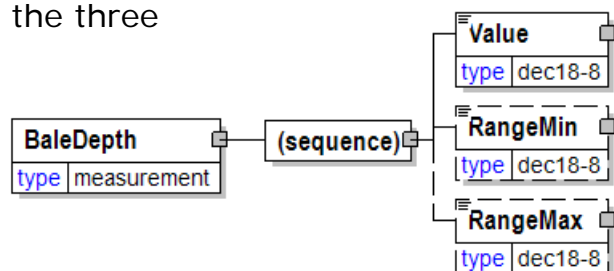 the three
Value
type dec18-8
RangeMin
type dec18-8
BaleDepth
type measurement
(sequence)
RangeMax
type dec18-8